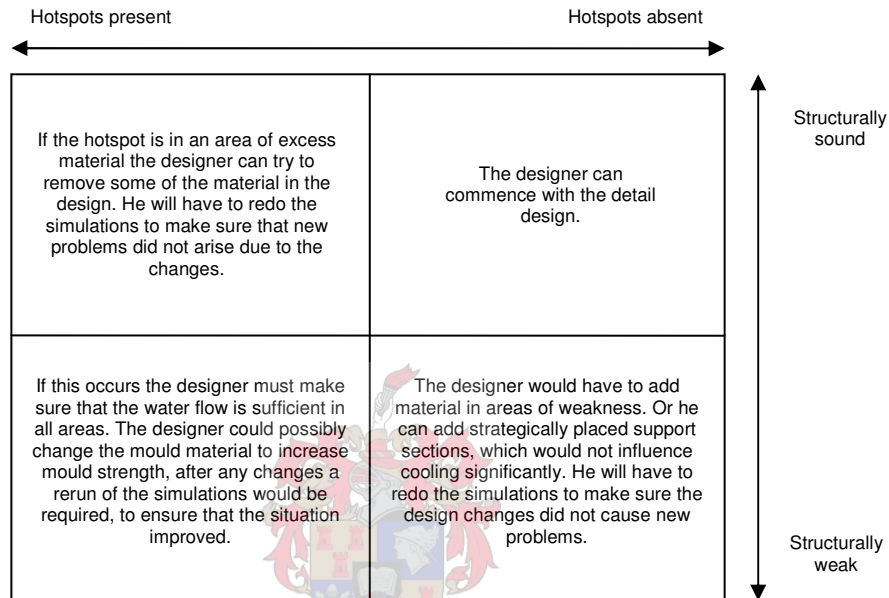 Hotspots present
Hotspots absent
If the hotspot is in an area of excess
material the designer can try to
remove some of the material in the
design. He will have to redo the
simulations to make sure that new
problems did not arise due to the
changes.
The designer can
commence with the detail
design.
Structurally
sound
If this occurs the designer must make
sure that the water flow is sufficient in
all areas. The designer could possibly
change the mould material to increase
mould strength, after any changes a
rerun of the simulations would be
required, to ensure that the situation
improved.
The designer would have to add
material in areas of weakness. Or he
can add strategically placed support
sections, which would not influence
cooling significantly. He will have to
redo the simulations to make sure the
design changes did not cause new
problems.
Structurally
weak